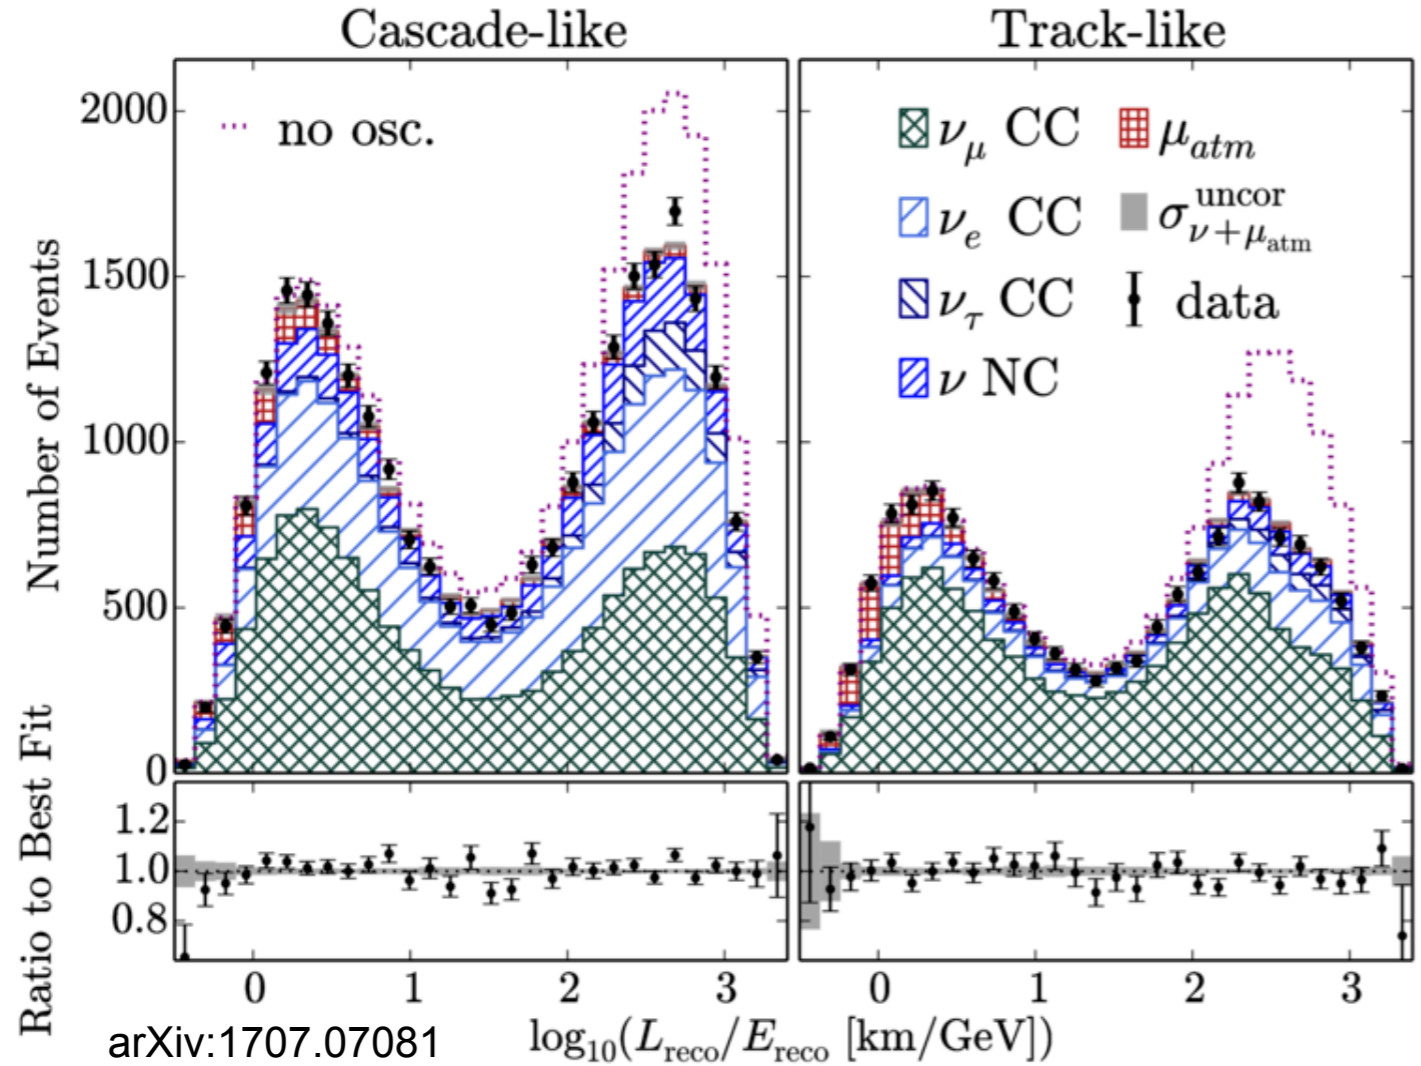 Cascade-like
Track-like
Number of Events
2000
1500
1000
500
0
no osc.
ν_μ CC
μ_atm
ν_e CC
σ^uncor_ν+μ_atm
ν_τ CC
data
ν NC
Ratio to Best Fit
1.2
1.0
0.8
0 1 2 3
0 1 2 3
arXiv:1707.07081
log₁₀(L_reco/E_reco [km/GeV])